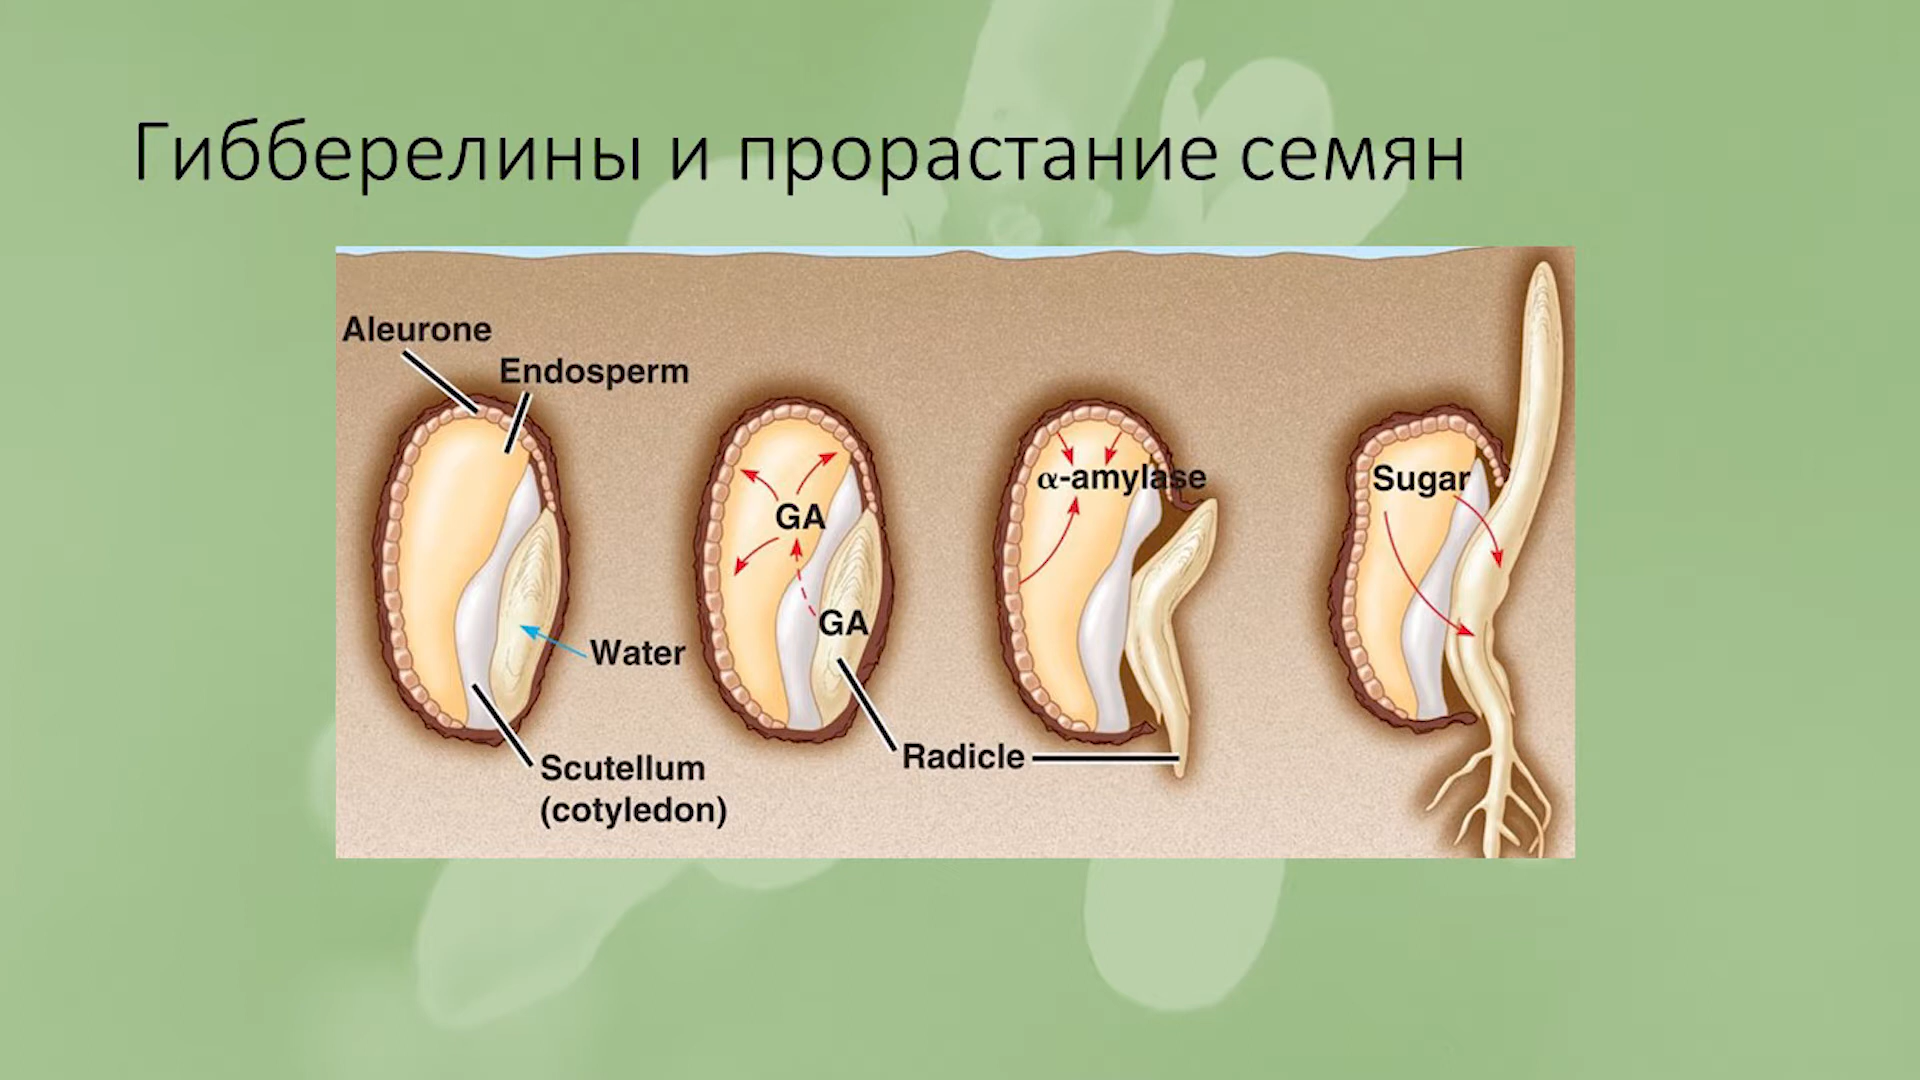 Гибберелины и прорастание семян
Aleurone
Endosperm
Water
Scutellum
(cotyledon)
GA
GA
Radicle
α-amylase
Sugar